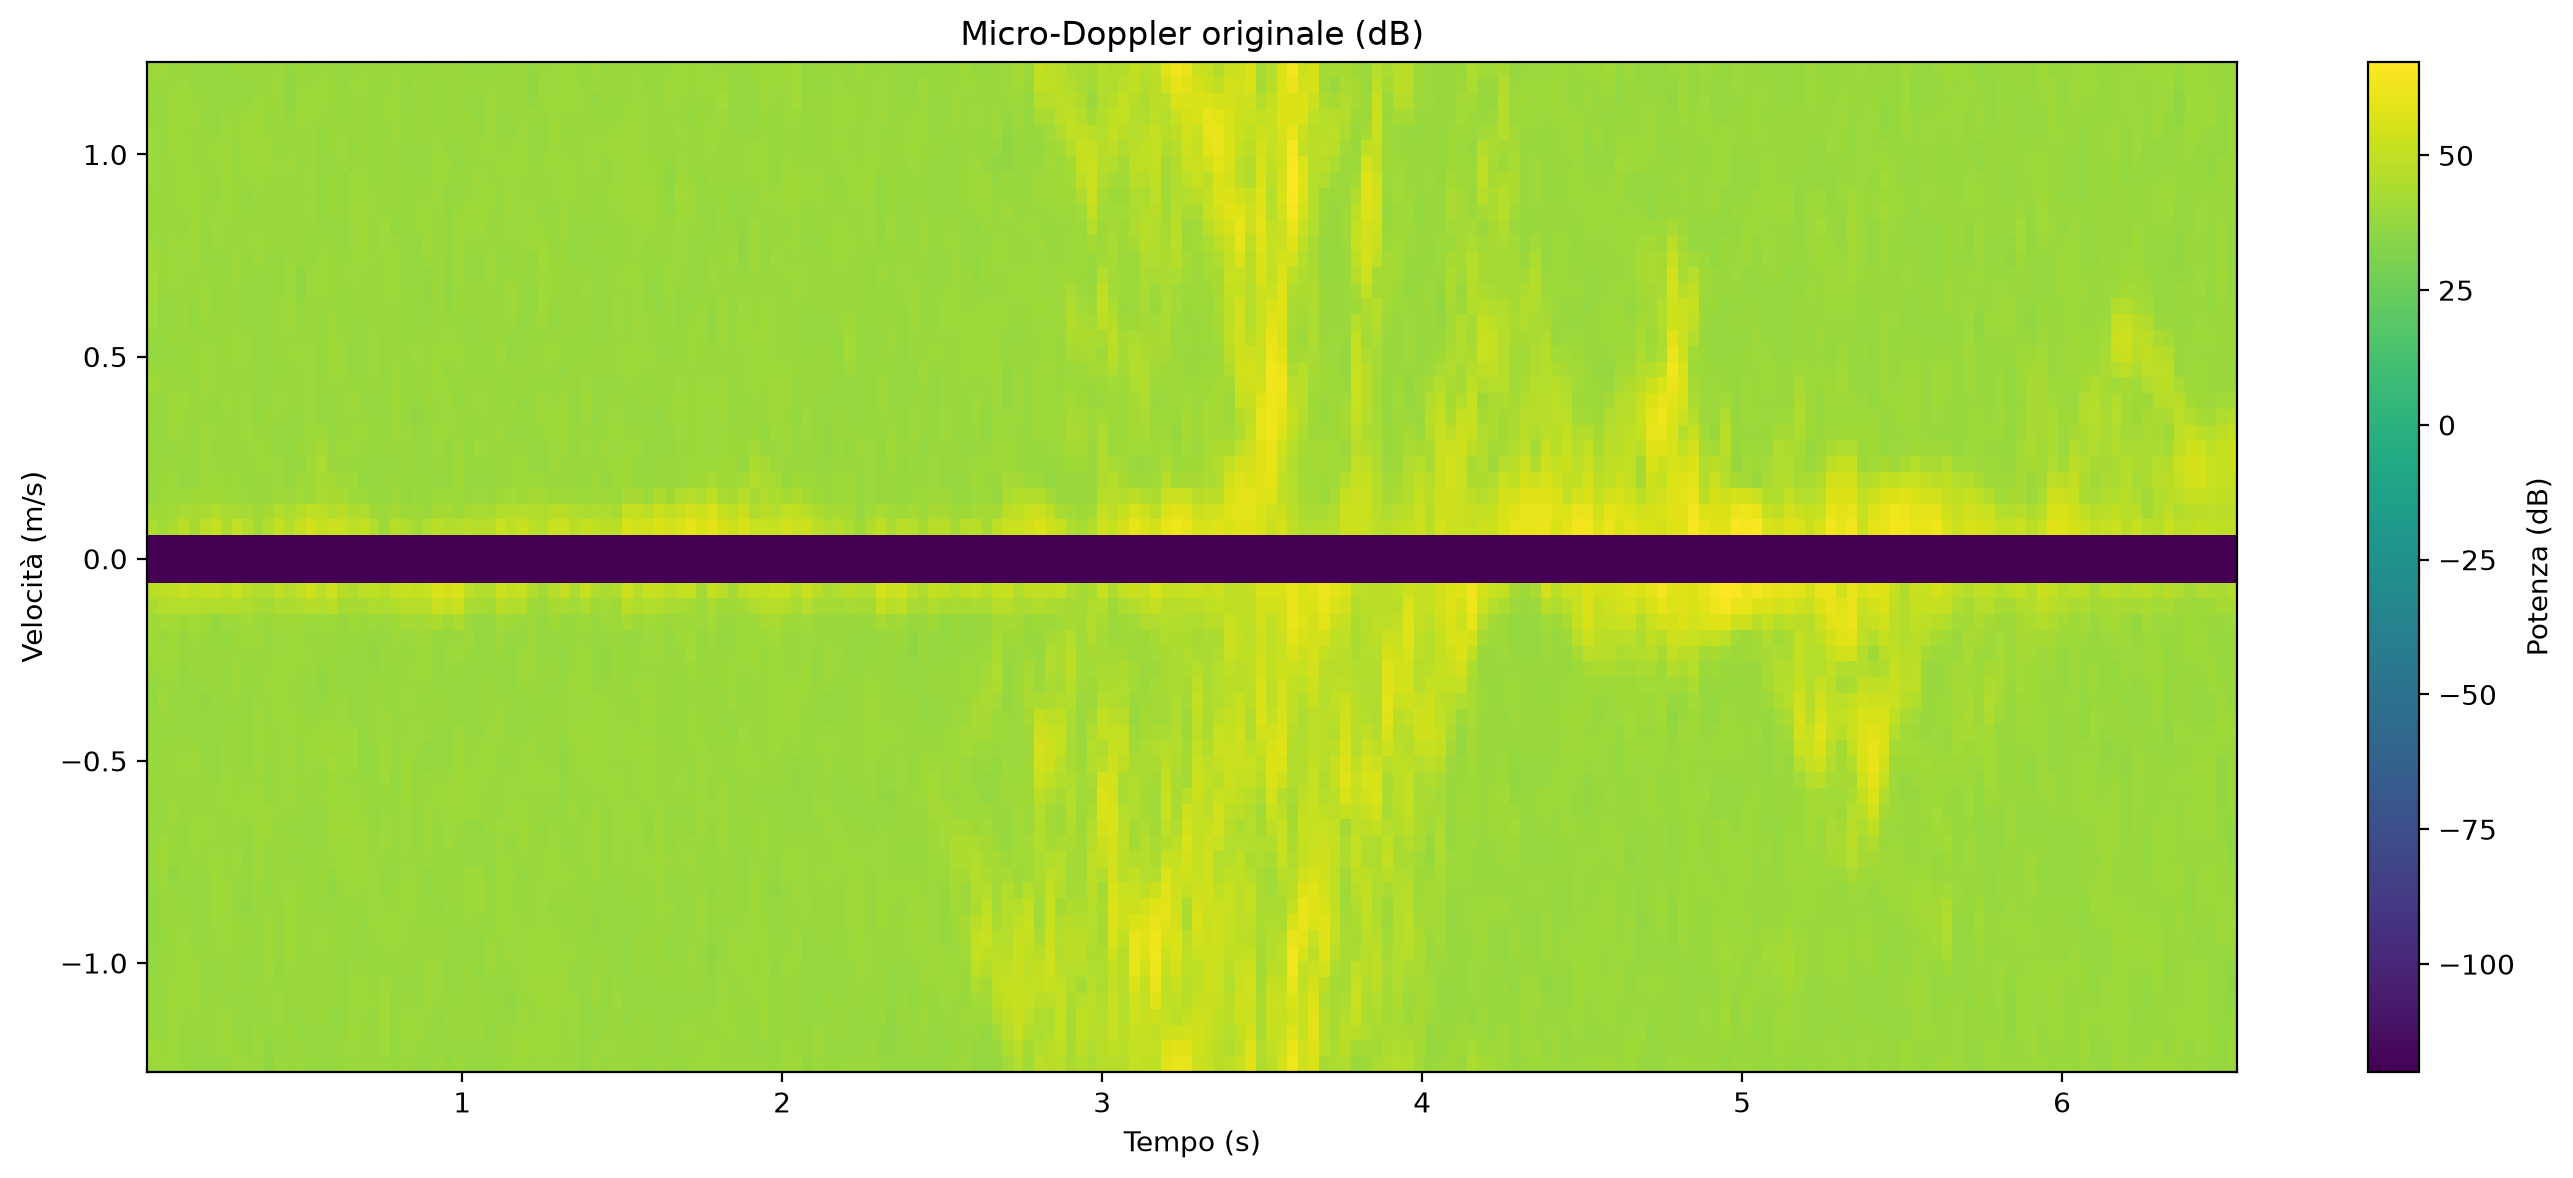 Micro-Doppler originale (dB)
1.0
0.5
0.0
−0.5
−1.0
Velocità (m/s)
1 2 3 4 5 6
Tempo (s)
50
25
0
−25
−50
−75
−100
Potenza (dB)